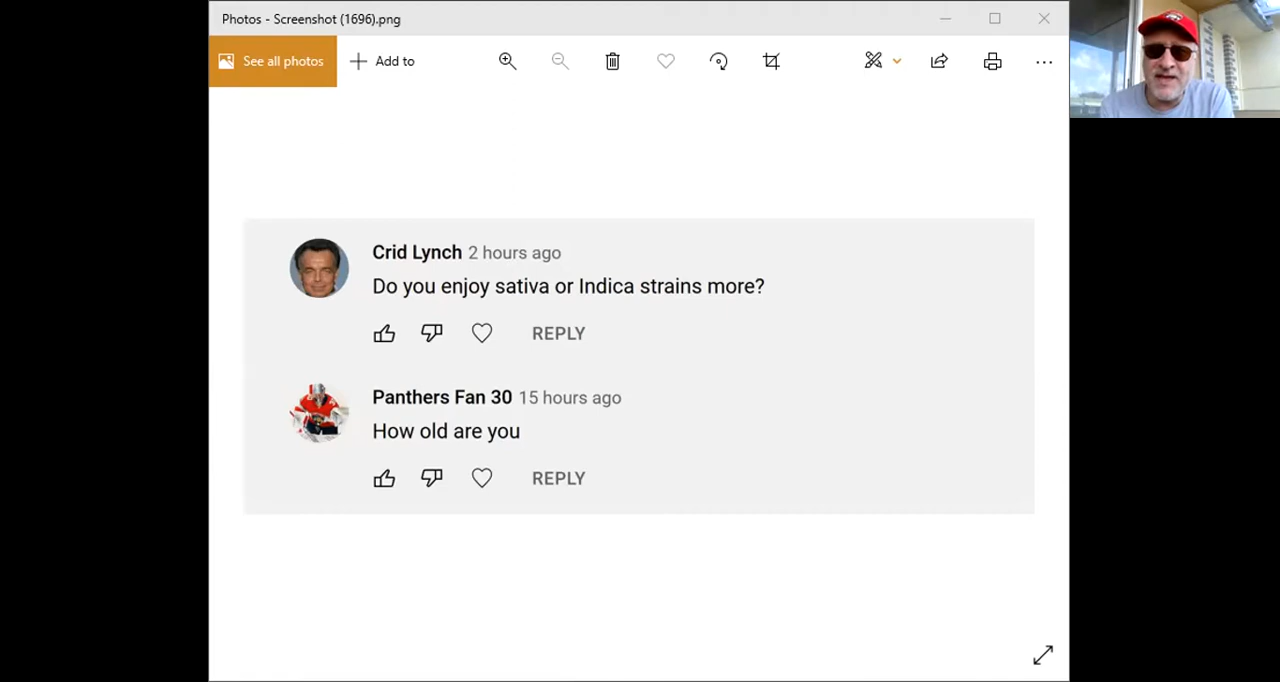 Photos - Screenshot (1696).png
See all photos
Add to
Crid Lynch 2 hours ago
Do you enjoy sativa or Indica strains more?
REPLY
Panthers Fan 30 15 hours ago
How old are you
REPLY